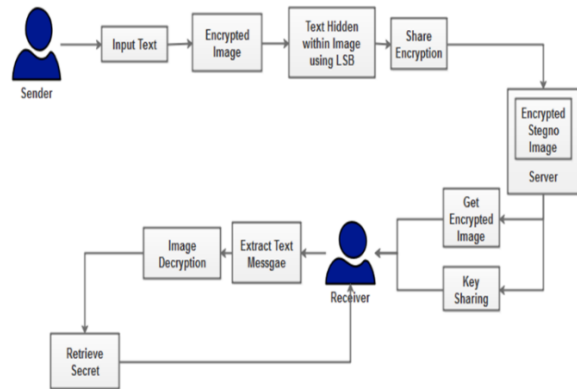 Sender
Input Text
Encrypted
Image
Text Hidden
within Image
using LSB
Share
Encryption
Encrypted
Stegno
Image
Server
Get
Encrypted
Image
Key
Sharing
Receiver
Extract Text
Messgae
Image
Decryption
Retrieve
Secret